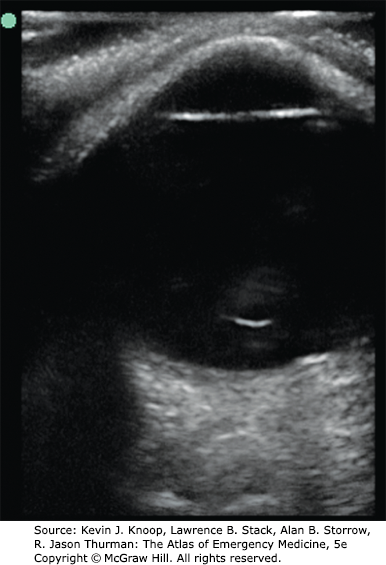 Source: Kevin J. Knoop, Lawrence B. Stack, Alan B. Storrow,
R. Jason Thurman: The Atlas of Emergency Medicine, 5e
Copyright © McGraw Hill. All rights reserved.